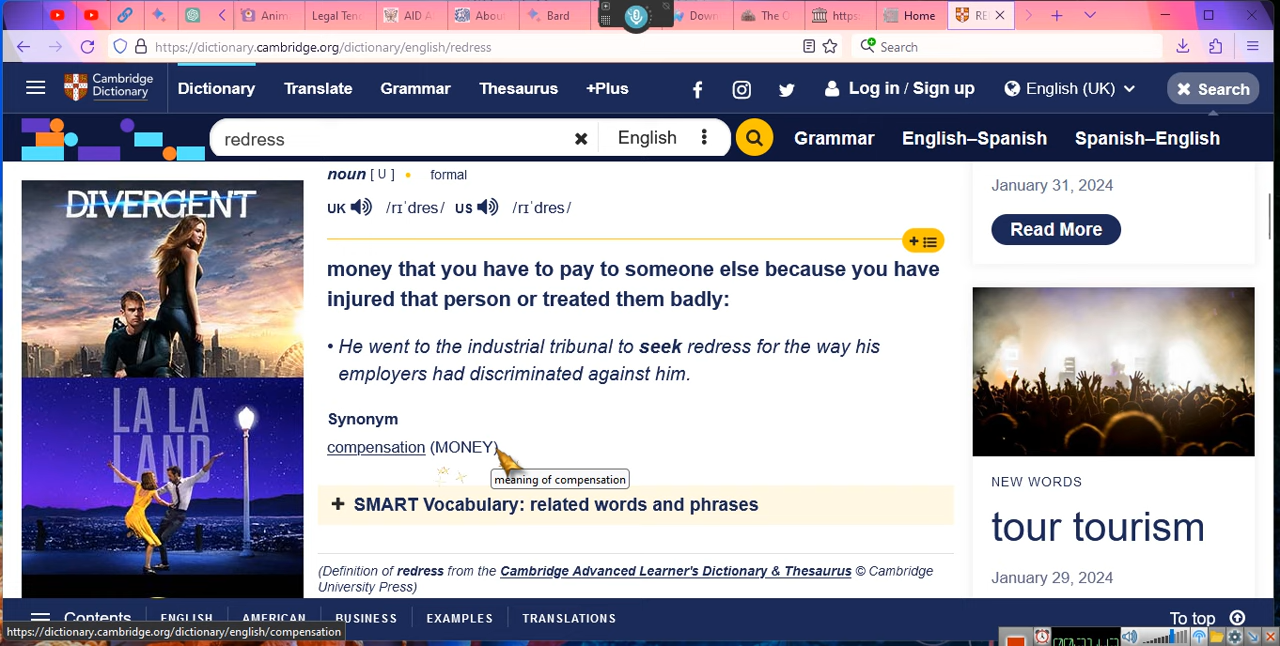 Anim
Legal Tend
AID A
Abou
Bard
Down
The O
https:
Home
RE
https://dictionary.cambridge.org/dictionary/english/redress
Search
Cambridge
Dictionary
Dictionary Translate Grammar Thesaurus +Plus Log in / Sign up English (UK) Search
redress English Grammar English–Spanish Spanish–English
noun [ U ] • formal
UK /rɪˈdres/ US /rɪˈdres/
money that you have to pay to someone else because you have
injured that person or treated them badly:
• He went to the industrial tribunal to seek redress for the way his
employers had discriminated against him.
Synonym
compensation (MONEY)
meaning of compensation
+ SMART Vocabulary: related words and phrases
(Definition of redress from the Cambridge Advanced Learner's Dictionary & Thesaurus © Cambridge
University Press)
DIVERGENT
LA LA
LAND
January 31, 2024
Read More
NEW WORDS
tour tourism
January 29, 2024
Contents ENGLISH AMERICAN BUSINESS EXAMPLES TRANSLATIONS To top
https://dictionary.cambridge.org/dictionary/english/compensation